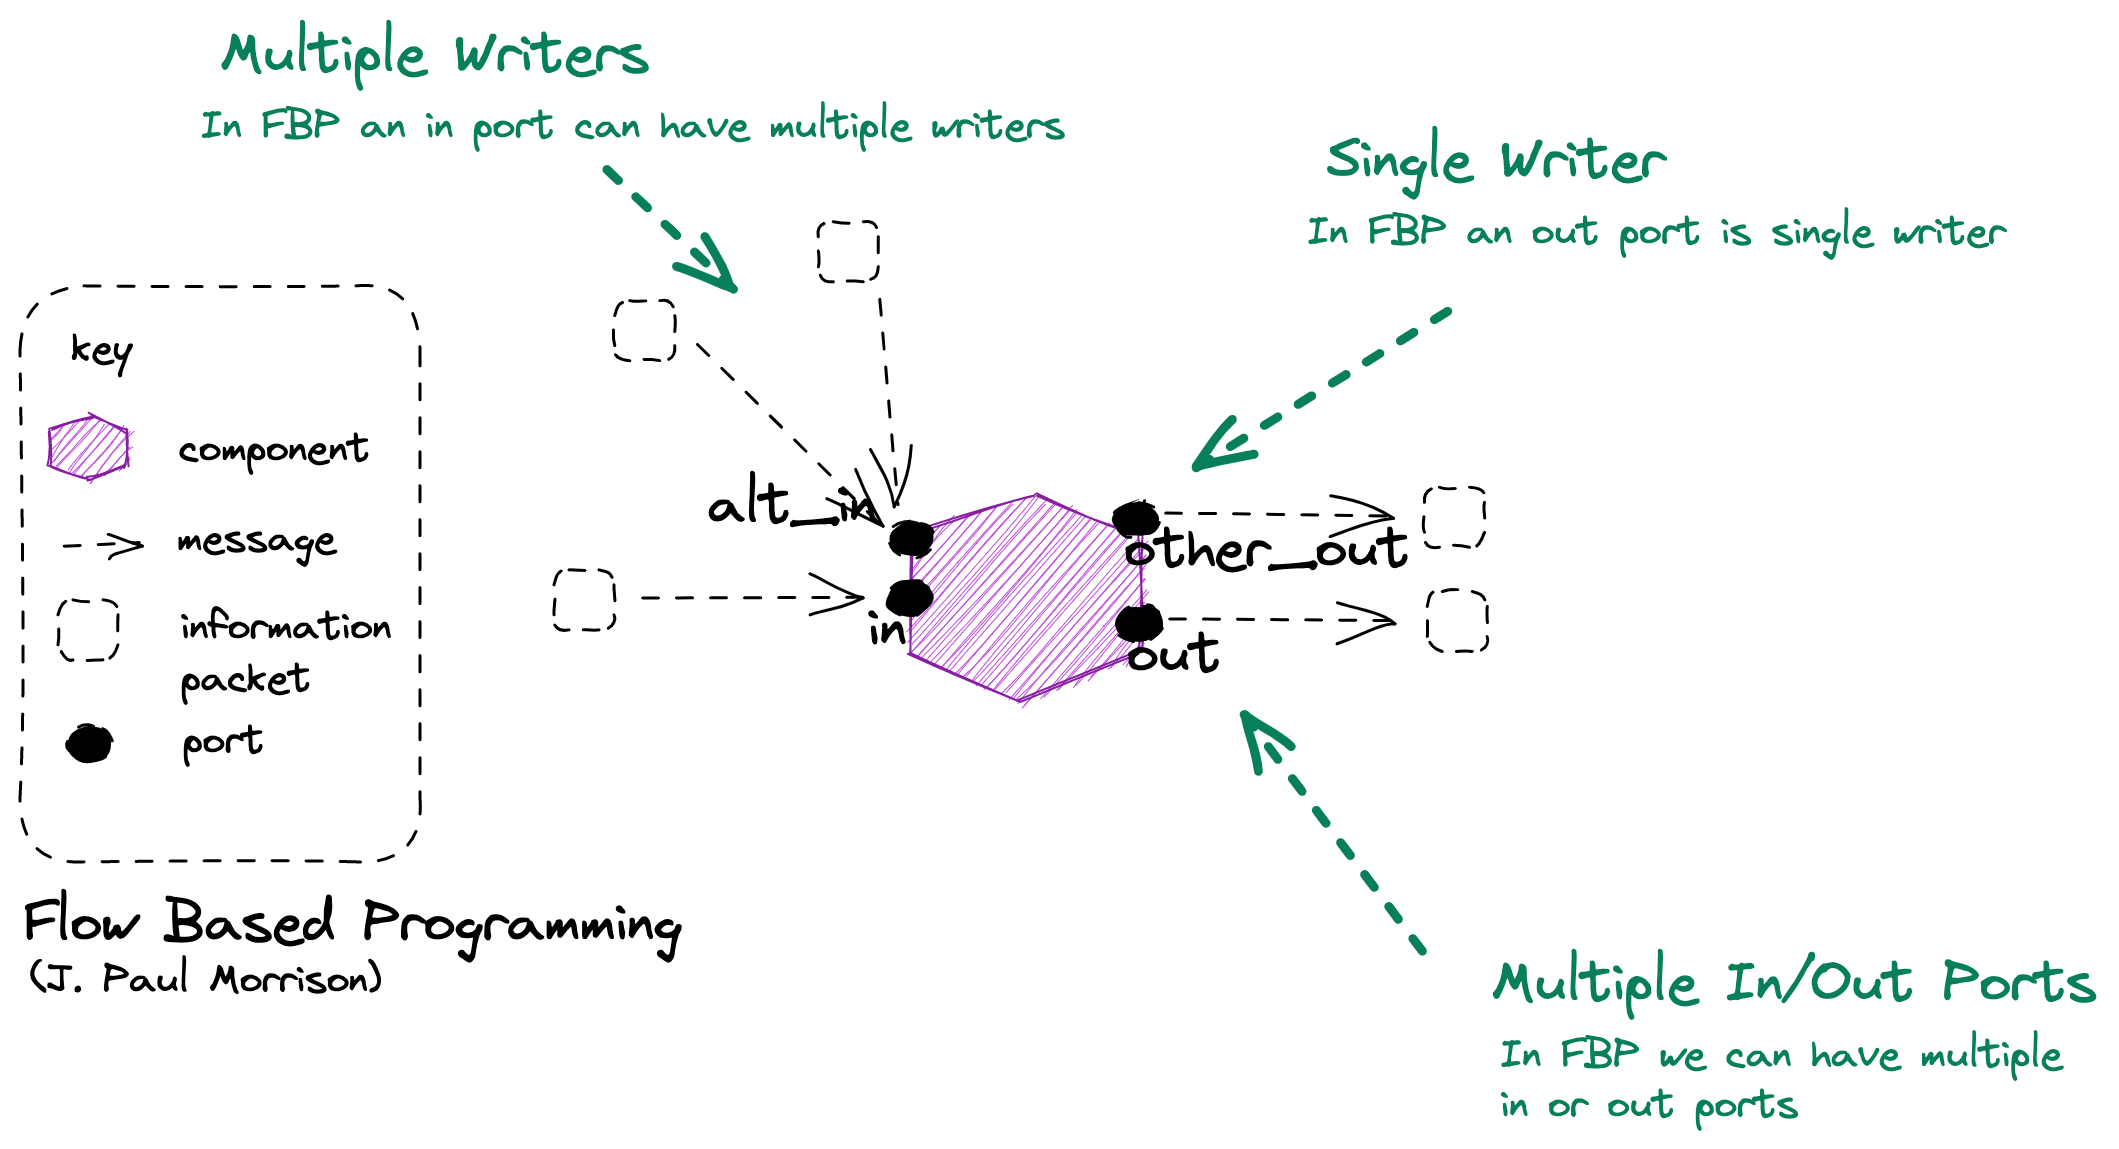 Multiple Writers
In FBP an in port can have multiple writers
Single Writer
In FBP an out port is single writer
key
component
message
information
packet
port
alt_in
in
other_out
out
Flow Based Programming
(J. Paul Morrison)
Multiple In/Out Ports
In FBP we can have multiple
in or out ports